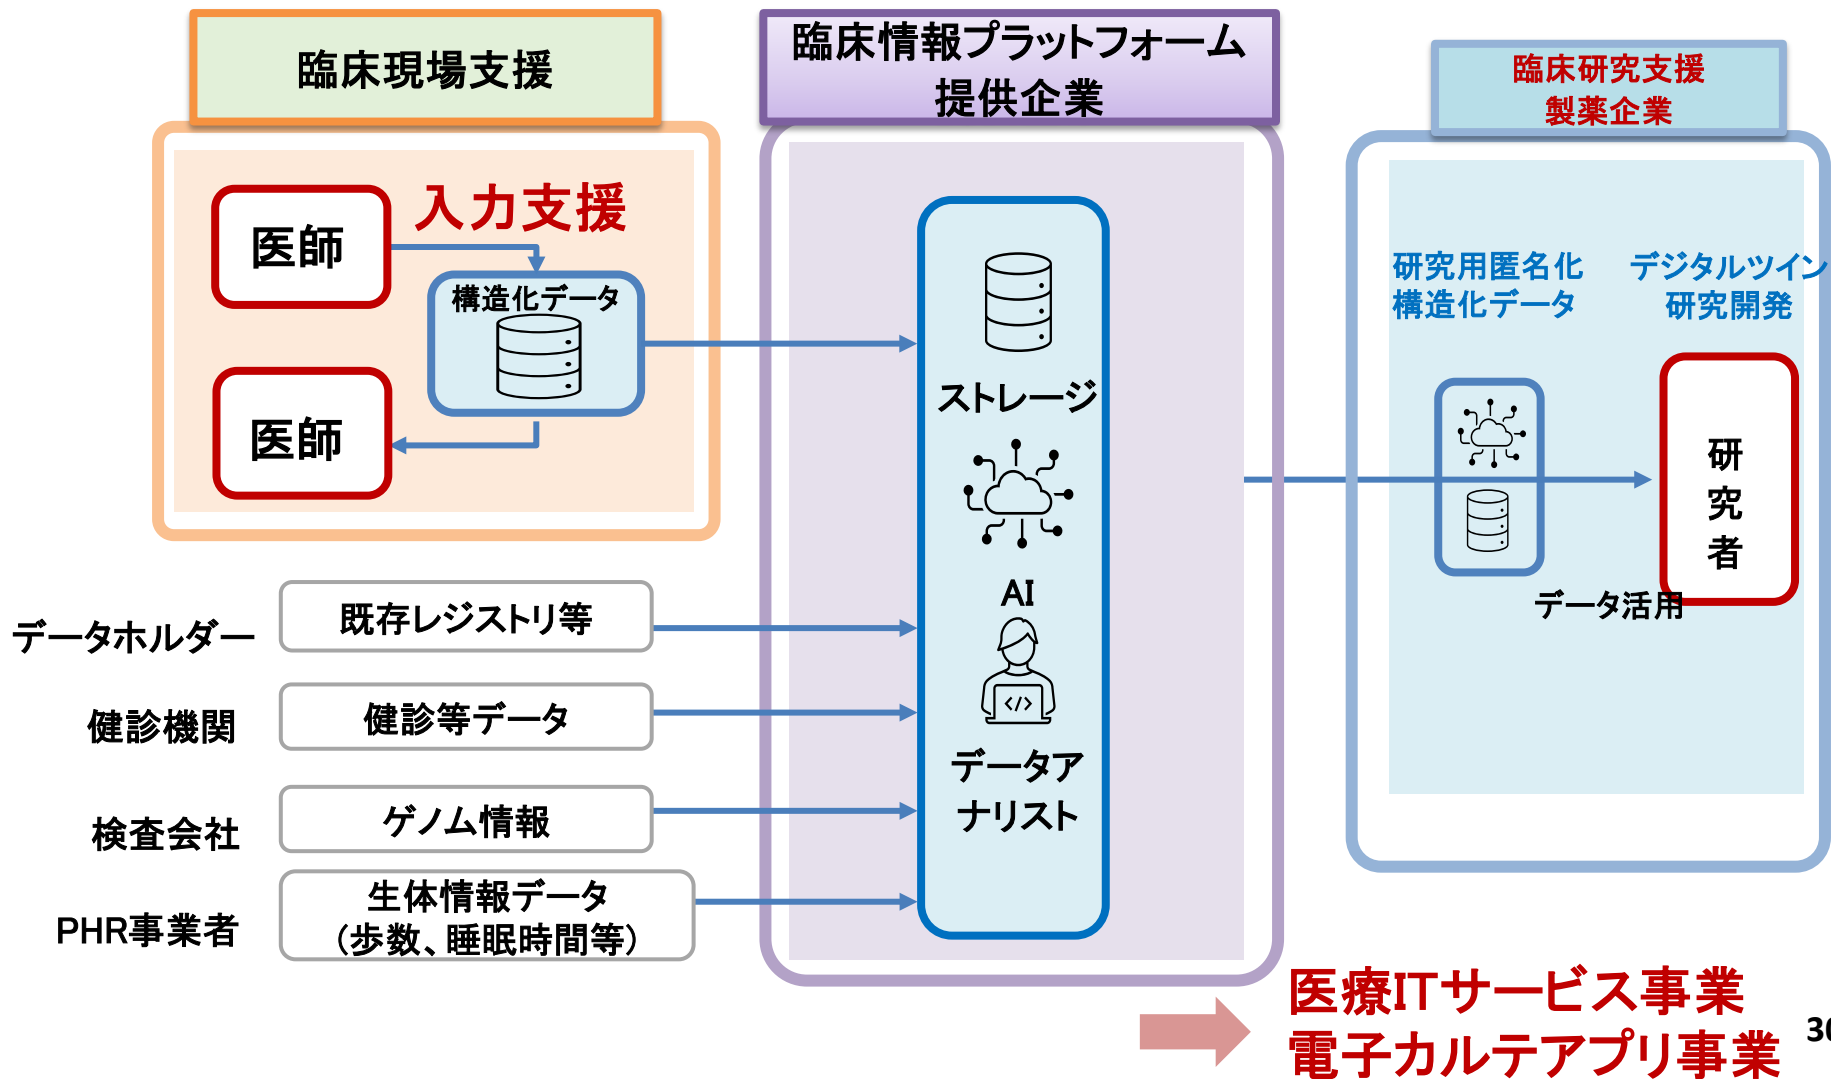 臨床現場支援
臨床情報プラットフォーム
提供企業
臨床研究支援
製薬企業
入力支援
医師
構造化データ
医師
ストレージ
AI
データア
ナリスト
研究用匿名化
構造化データ
デジタルツイン
研究開発
研
究
者
データ活用
データホルダー
既存レジストリ等
健診機関
健診等データ
検査会社
ゲノム情報
PHR事業者
生体情報データ
(歩数、睡眠時間等)
医療ITサービス事業
電子カルテアプリ事業